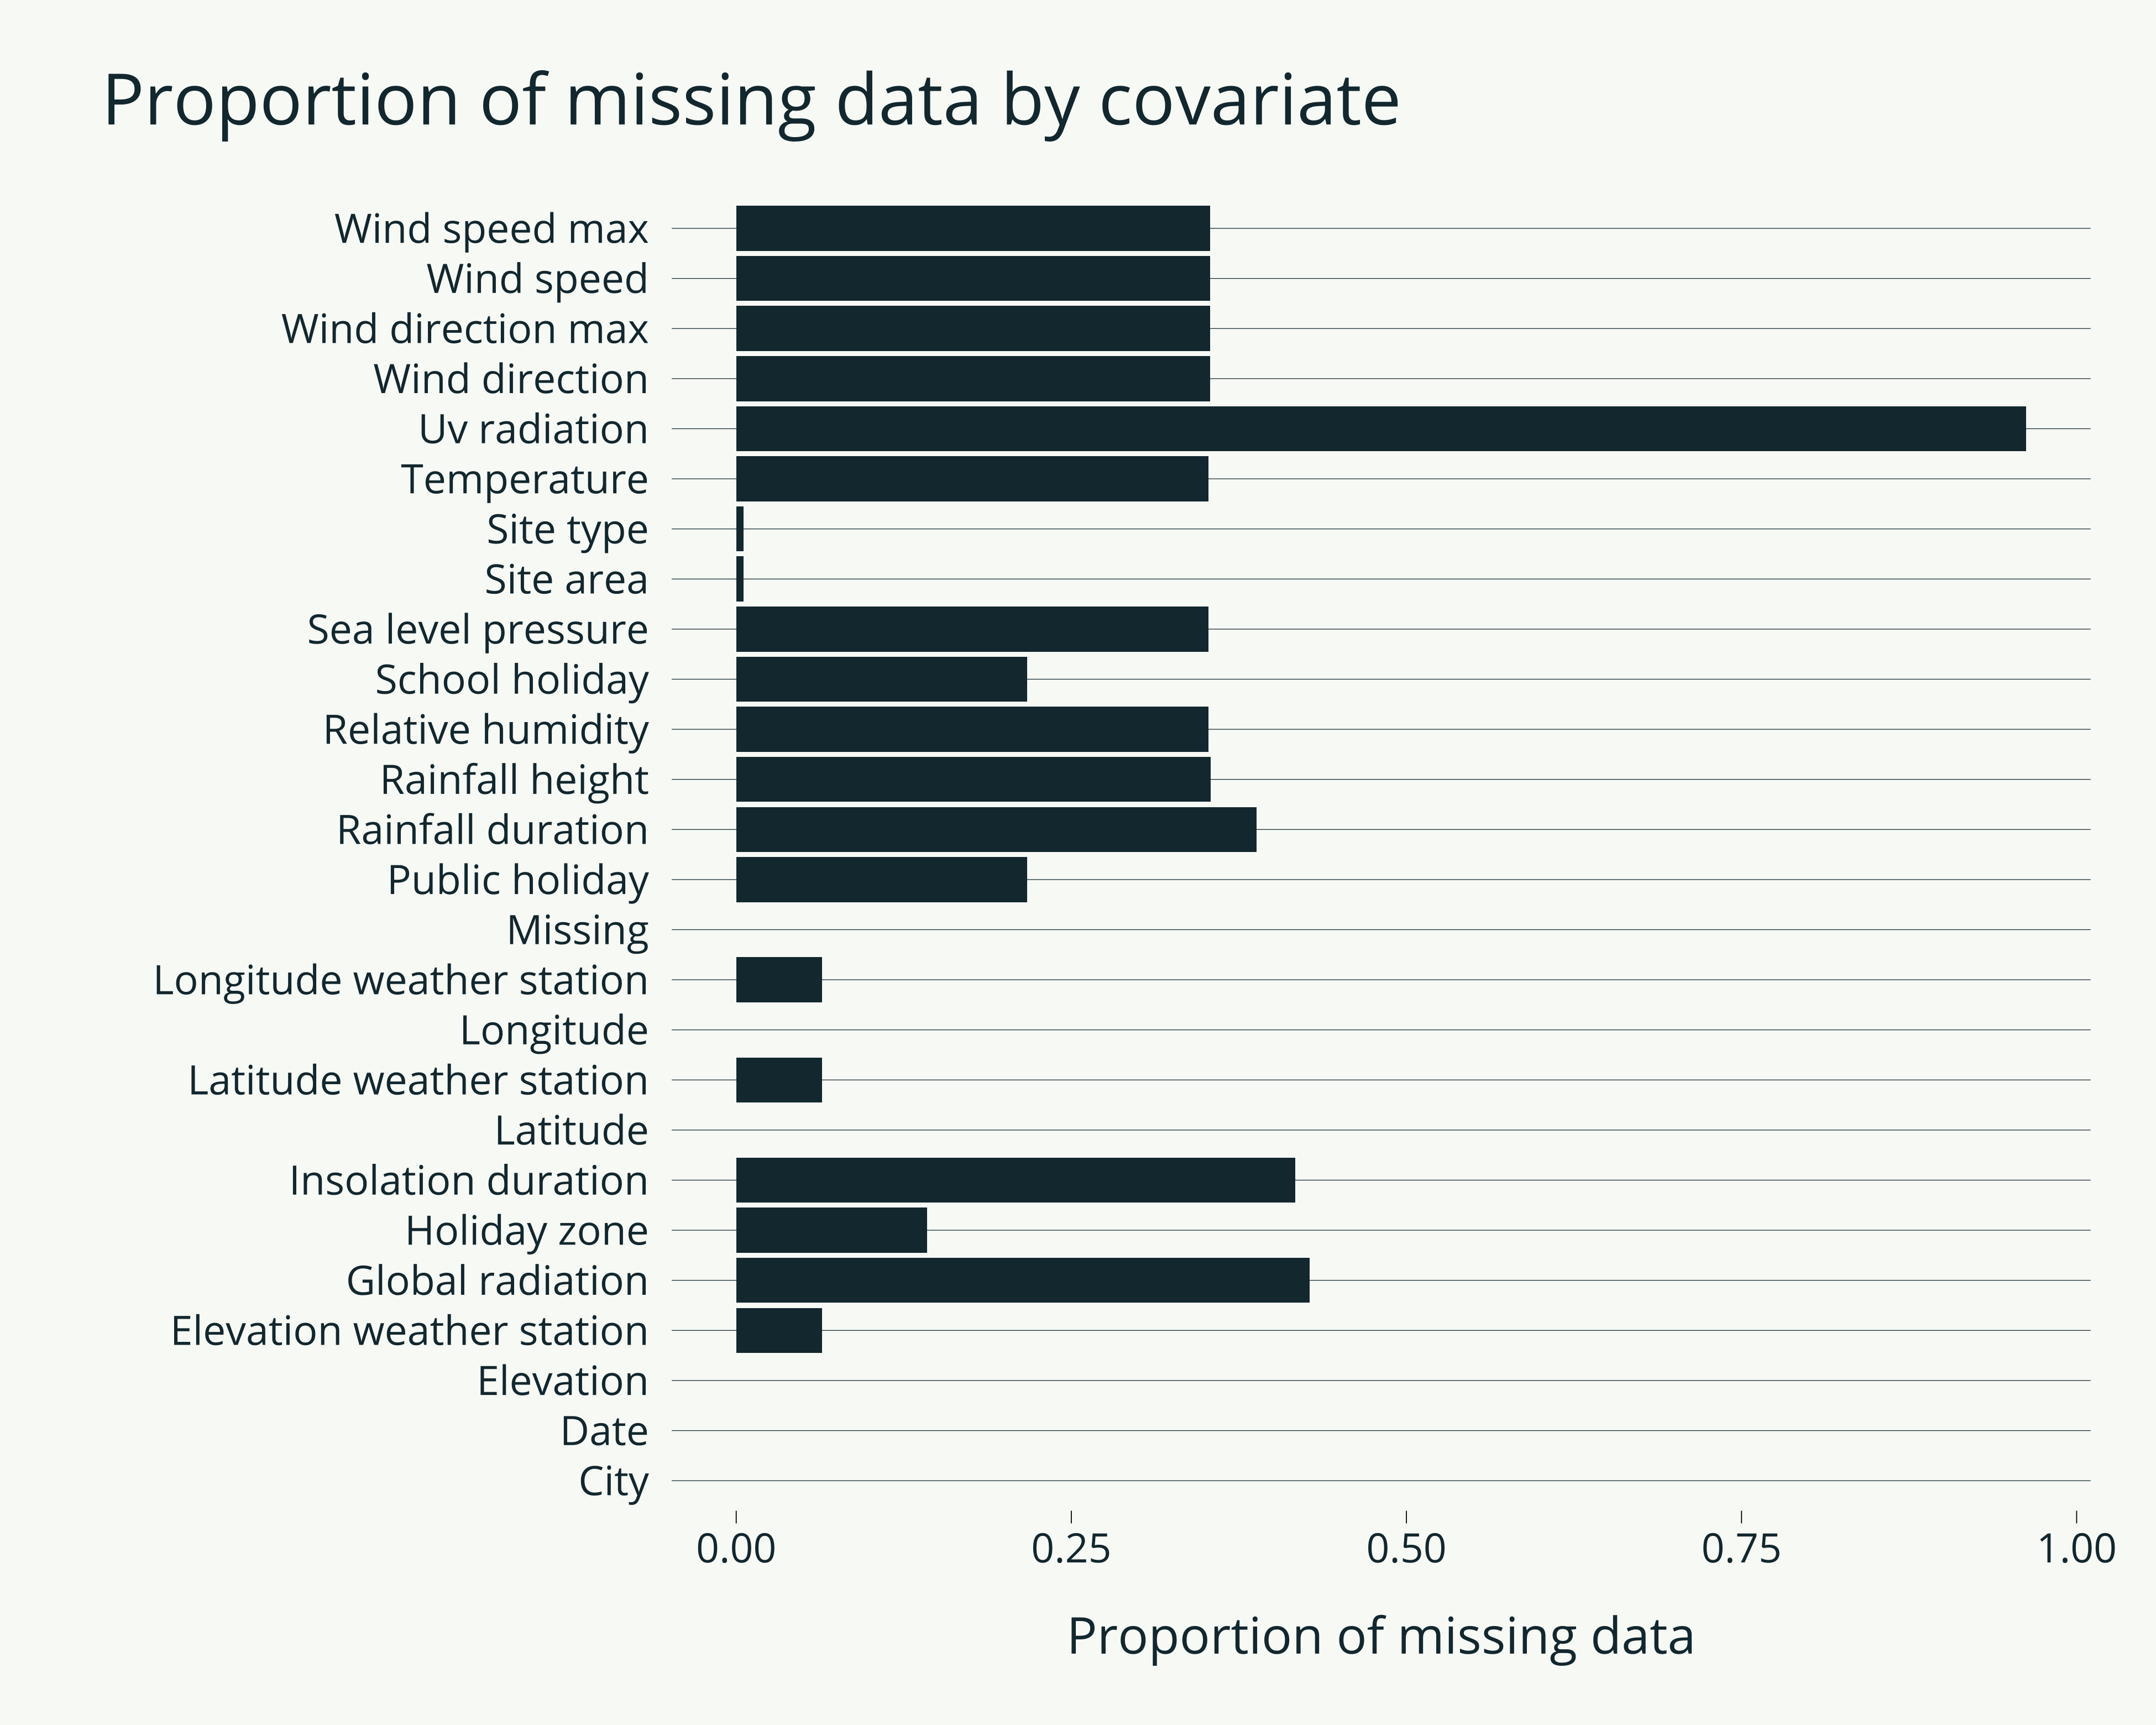 Proportion of missing data by covariate
Wind speed max
Wind speed
Wind direction max
Wind direction
Uv radiation
Temperature
Site type
Site area
Sea level pressure
School holiday
Relative humidity
Rainfall height
Rainfall duration
Public holiday
Missing
Longitude weather station
Longitude
Latitude weather station
Latitude
Insolation duration
Holiday zone
Global radiation
Elevation weather station
Elevation
Date
City
0.00 0.25 0.50 0.75 1.00
Proportion of missing data